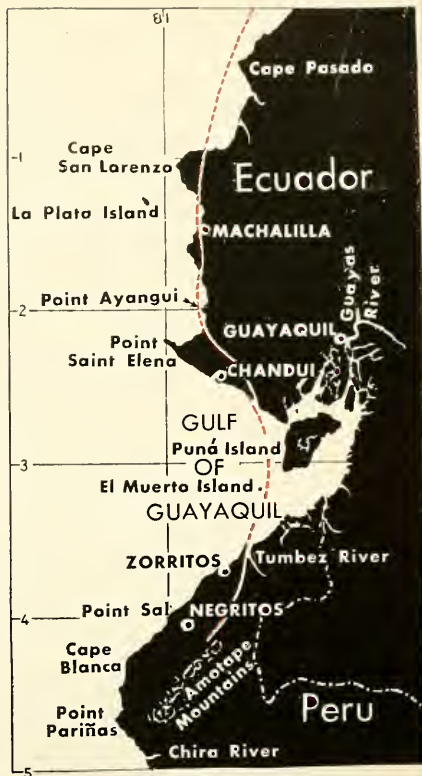 81
Cape Pasado
1
Cape
San Lorenzo
Ecuador
La Plato Island
MACHALILLA
Point Ayangui
2
Guayas
River
GUAYAQUIL
Point
Saint Elena
CHANDUI
GULF
Puná Island
3
OF
El Muerto Island
GUAYAQUIL
ZORRITOS
Tumbez River
Point Sal
NEGRITOS
4
Cape
Blanca
Amotape
Mountains
Point
Pariñas
Peru
Chira River
5